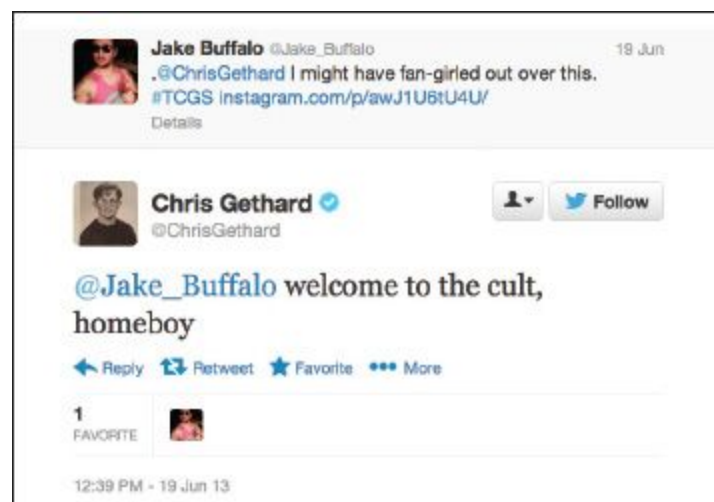 Jake Buffalo @Jake_Buffalo 19 Jun
.@ChrisGethard I might have fan-girled out over this.
#TCGS instagram.com/p/awJ1U6tU4U/
Details
Chris Gethard
Follow
@ChrisGethard
@Jake_Buffalo welcome to the cult,
homeboy
Reply Retweet Favorite More
1
FAVORITE
12:39 PM - 19 Jun 13